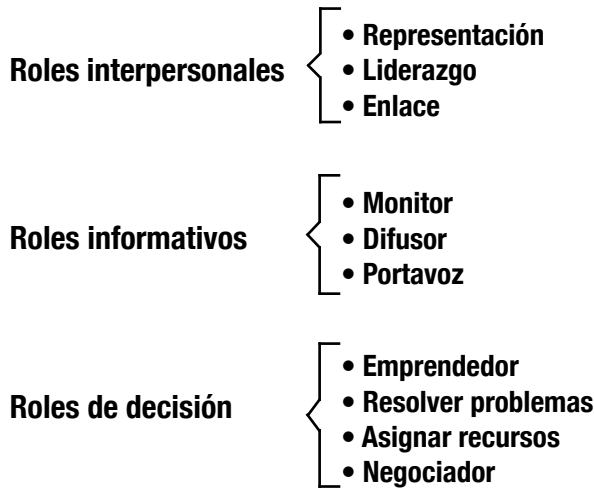 Roles interpersonales
• Representación
• Liderazgo
• Enlace
Roles informativos
• Monitor
• Difusor
• Portavoz
Roles de decisión
• Emprendedor
• Resolver problemas
• Asignar recursos
• Negociador